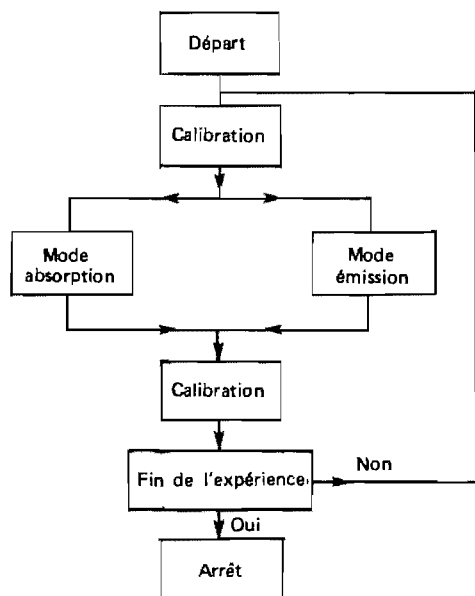 Départ
Calibration
Mode
absorption
Mode
émission
Calibration
Fin de l'expérience
Non
Oui
Arrêt